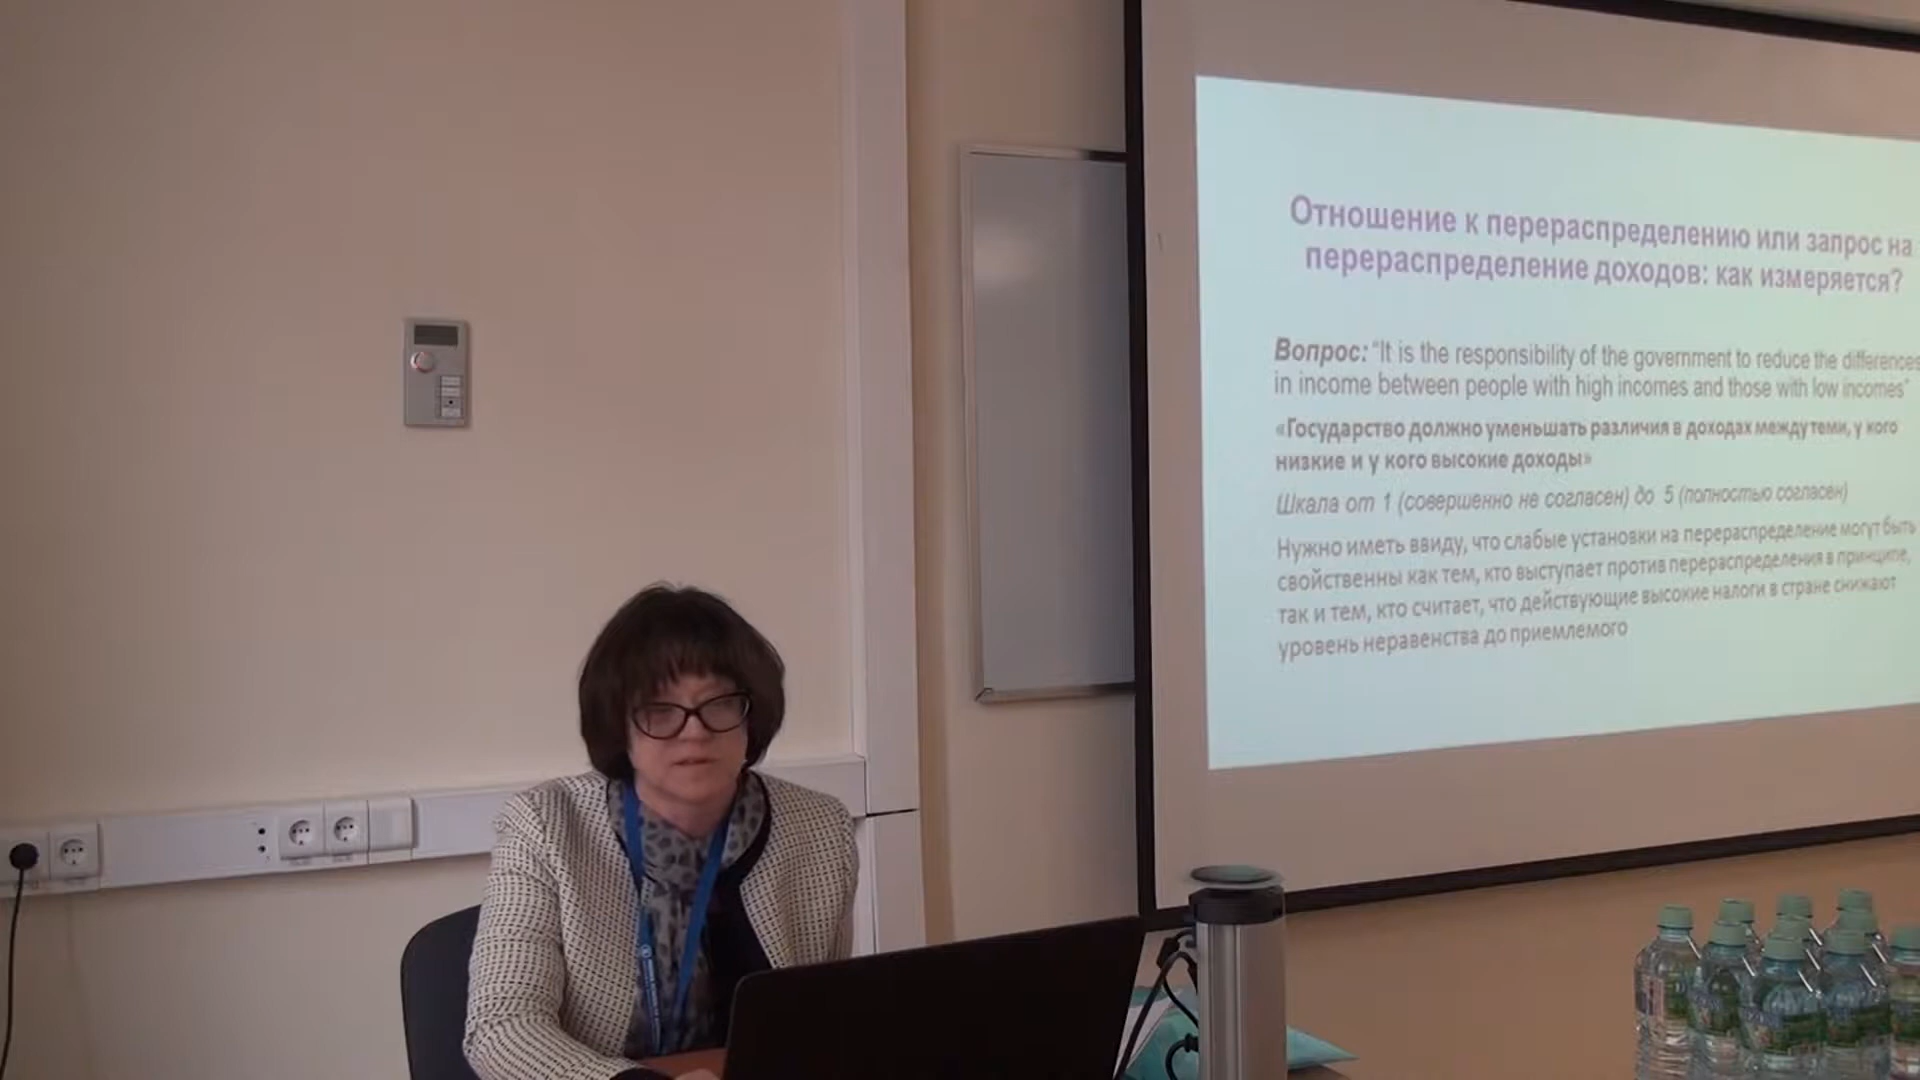 Отношение к перераспределению или запрос на
перераспределение доходов: как измеряется?
Вопрос: "It is the responsibility of the government to reduce the differences
in income between people with high incomes and those with low incomes"
«Государство должно уменьшать различия в доходах между теми, у кого
низкие и у кого высокие доходы»
Шкала от 1 (совершенно не согласен) до 5 (полностью согласен)
Нужно иметь ввиду, что слабые установки на перераспределение могут быть
свойственны как тем, кто выступает против перераспределения в принципе,
так и тем, кто считает, что действующие высокие налоги в стране снижают
уровень неравенства до приемлемого